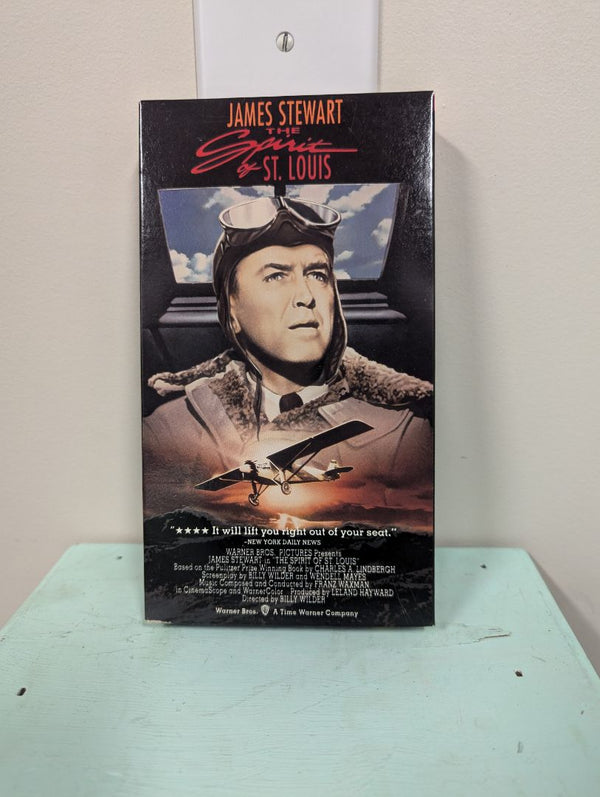 JAMES STEWART
THE
Spirit
of ST. LOUIS
"★★★★ It will lift you right out of your seat."
-NEW YORK DAILY NEWS
WARNER BROS. PICTURES Presents
JAMES STEWART in "THE SPIRIT OF ST. LOUIS"
Based on the Pulitzer Prize Winning Book by CHARLES A. LINDBERGH
Screenplay by BILLY WILDER and WENDELL MAYES
Music Composed and Conducted by FRANZ WAXMAN
In CinemaScope and WarnerColor Produced by LELAND HAYWARD
Directed by BILLY WILDER
Warner Bros. A Time Warner Company